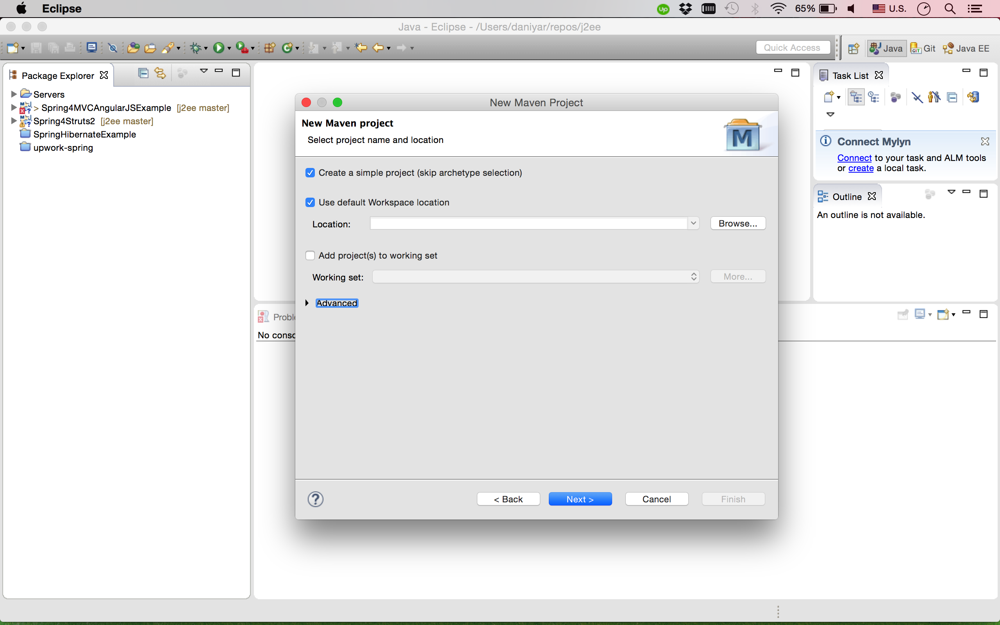 Eclipse
65%
U.S.
Java - Eclipse - /Users/daniyar/repos/j2ee
Quick Access
Java
Git
Java EE
Package Explorer
Servers
> Spring4MVCAngularJSExample [j2ee master]
Spring4Struts2 [j2ee master]
SpringHibernateExample
upwork-spring
New Maven Project
New Maven project
Select project name and location
M
Create a simple project (skip archetype selection)
Use default Workspace location
Location:
Browse...
Add project(s) to working set
Working set:
More...
Advanced
< Back
Next >
Cancel
Finish
Task List
Connect Mylyn
Connect to your task and ALM tools
or create a local task.
Outline
An outline is not available.
Proble
No conso